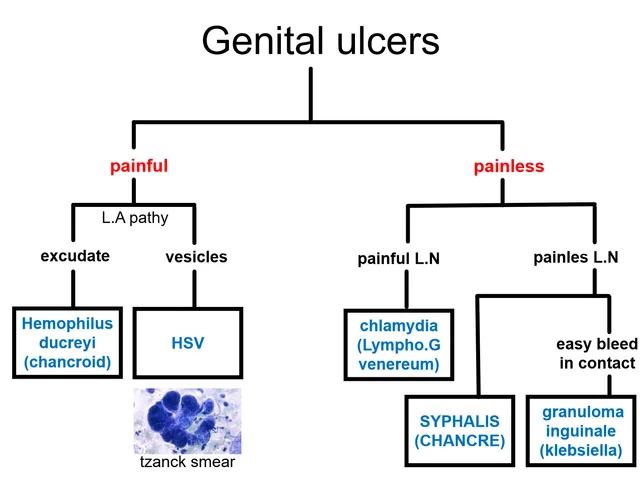 Genital ulcers
painful
painless
L.A pathy
excudate
vesicles
painful L.N
painles L.N
Hemophilus
ducreyi
(chancroid)
HSV
chlamydia
(Lympho.G
venereum)
easy bleed
in contact
SYPHALIS
(CHANCRE)
granuloma
inguinale
(klebsiella)
tzanck smear